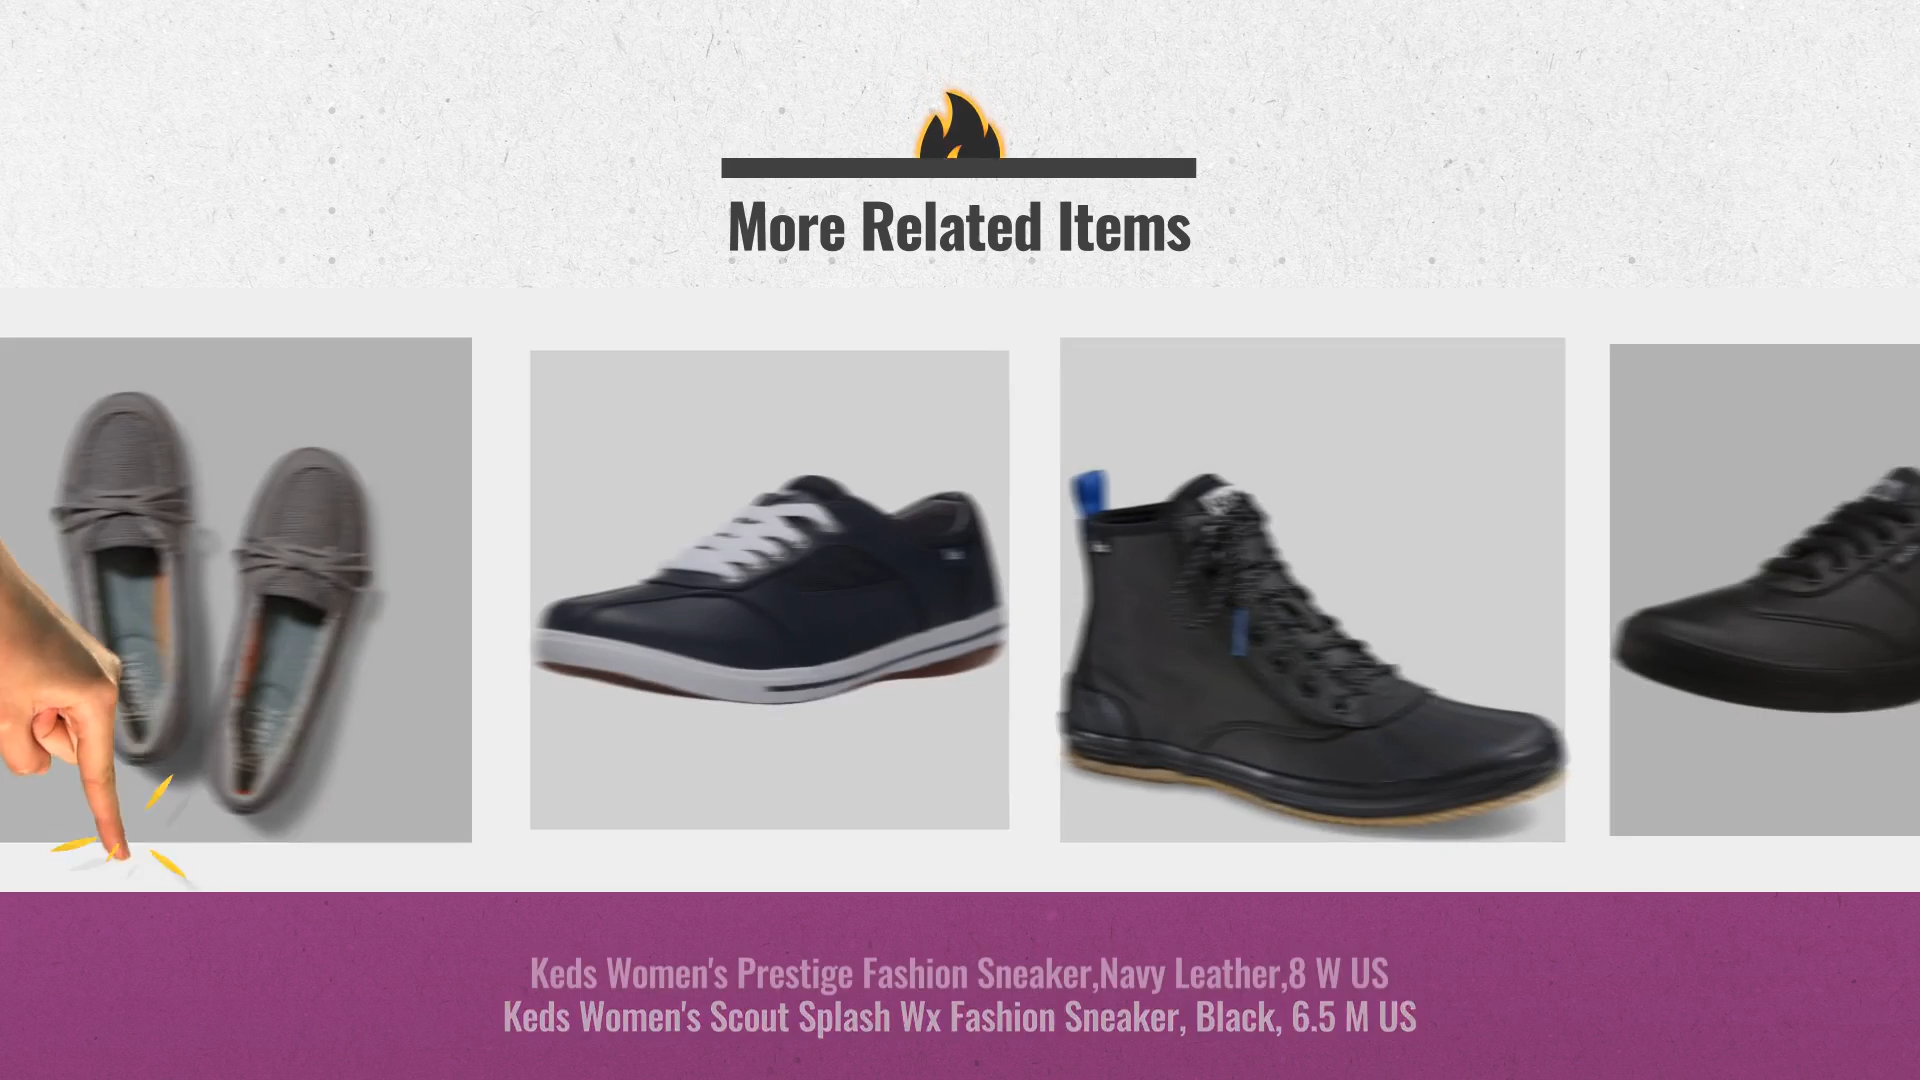 More Related Items
Keds Women's Prestige Fashion Sneaker,Navy Leather,8 W US
Keds Women's Scout Splash Wx Fashion Sneaker, Black, 6.5 M US